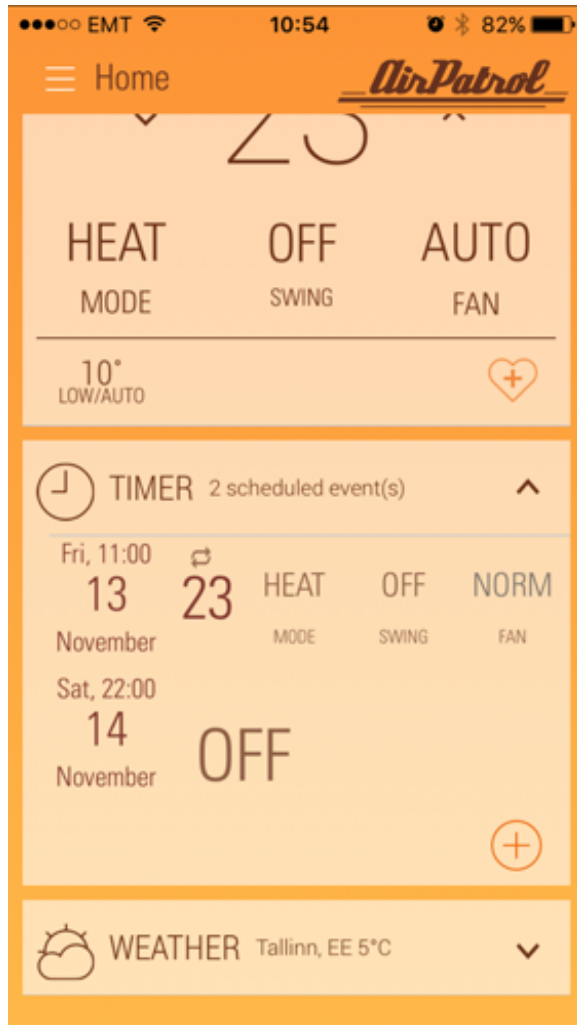 EMT 10:54 82%
Home AirPatrol
23
HEAT OFF AUTO
MODE SWING FAN
10°
LOW/AUTO
TIMER 2 scheduled event(s)
Fri, 11:00
13 23 HEAT OFF NORM
November MODE SWING FAN
Sat, 22:00
14 OFF
November
WEATHER Tallinn, EE 5°C